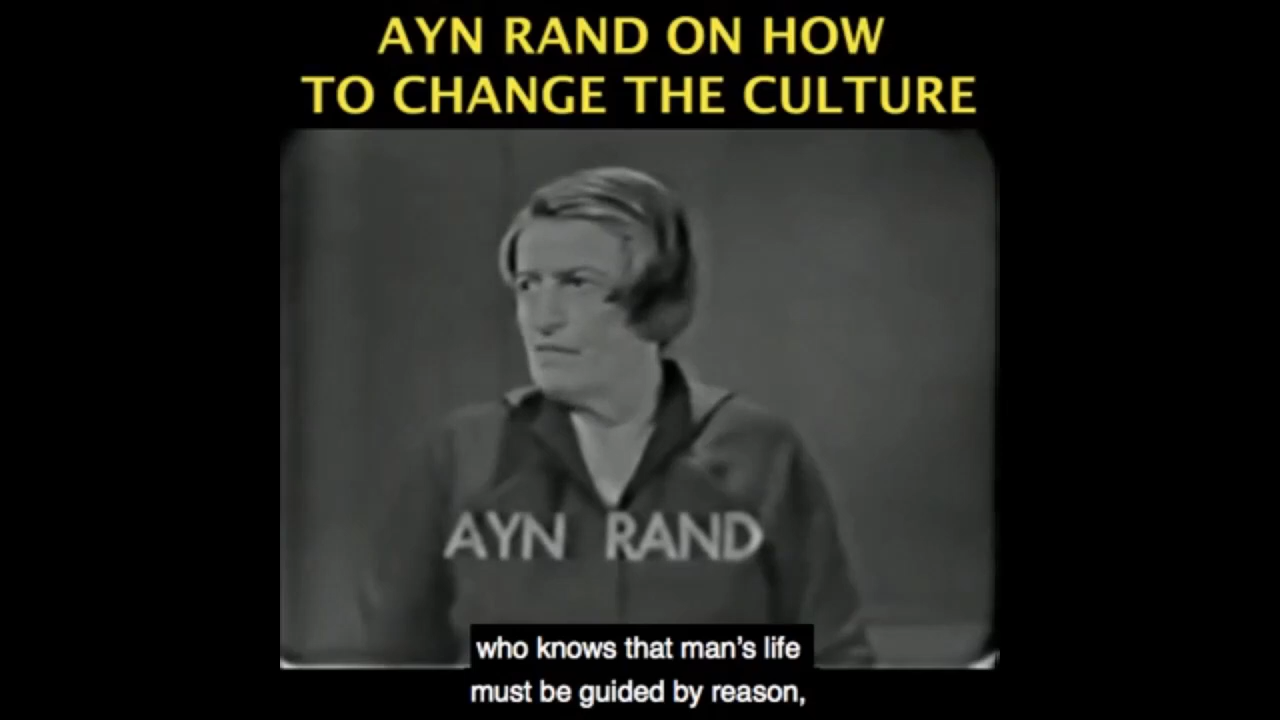 AYN RAND ON HOW
TO CHANGE THE CULTURE
AYN RAND
who knows that man's life
must be guided by reason,